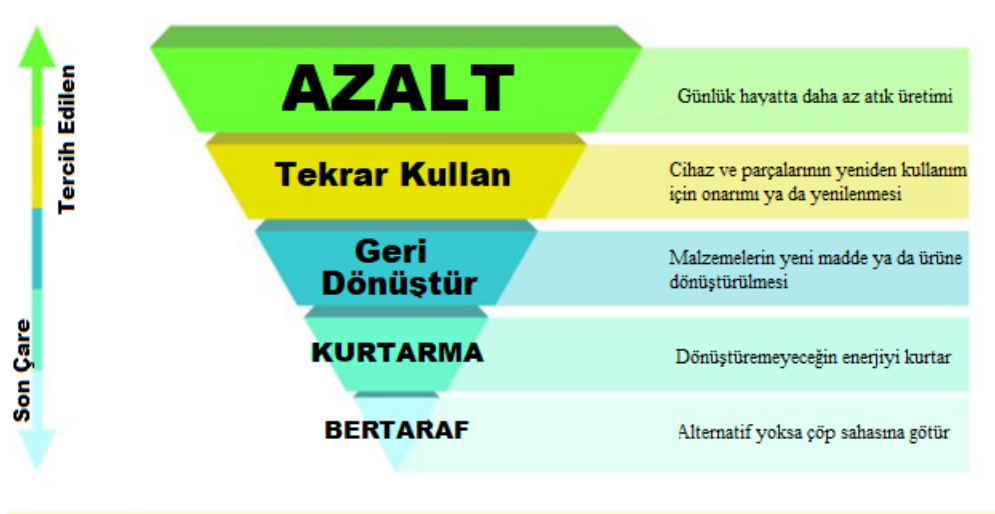 Tercih Edilen
Son Çare
AZALT
Günlük hayatta daha az atık üretimi
Tekrar Kullan
Cihaz ve parçalarının yeniden kullanım
için onarımı ya da yenilenmesi
Geri
Dönüştür
Malzemelerin yeni madde ya da ürüne
dönüştürülmesi
KURTARMA
Dönüştüremeyeceğin enerjiyi kurtar
BERTARAF
Alternatif yoksa çöp sahasına götür